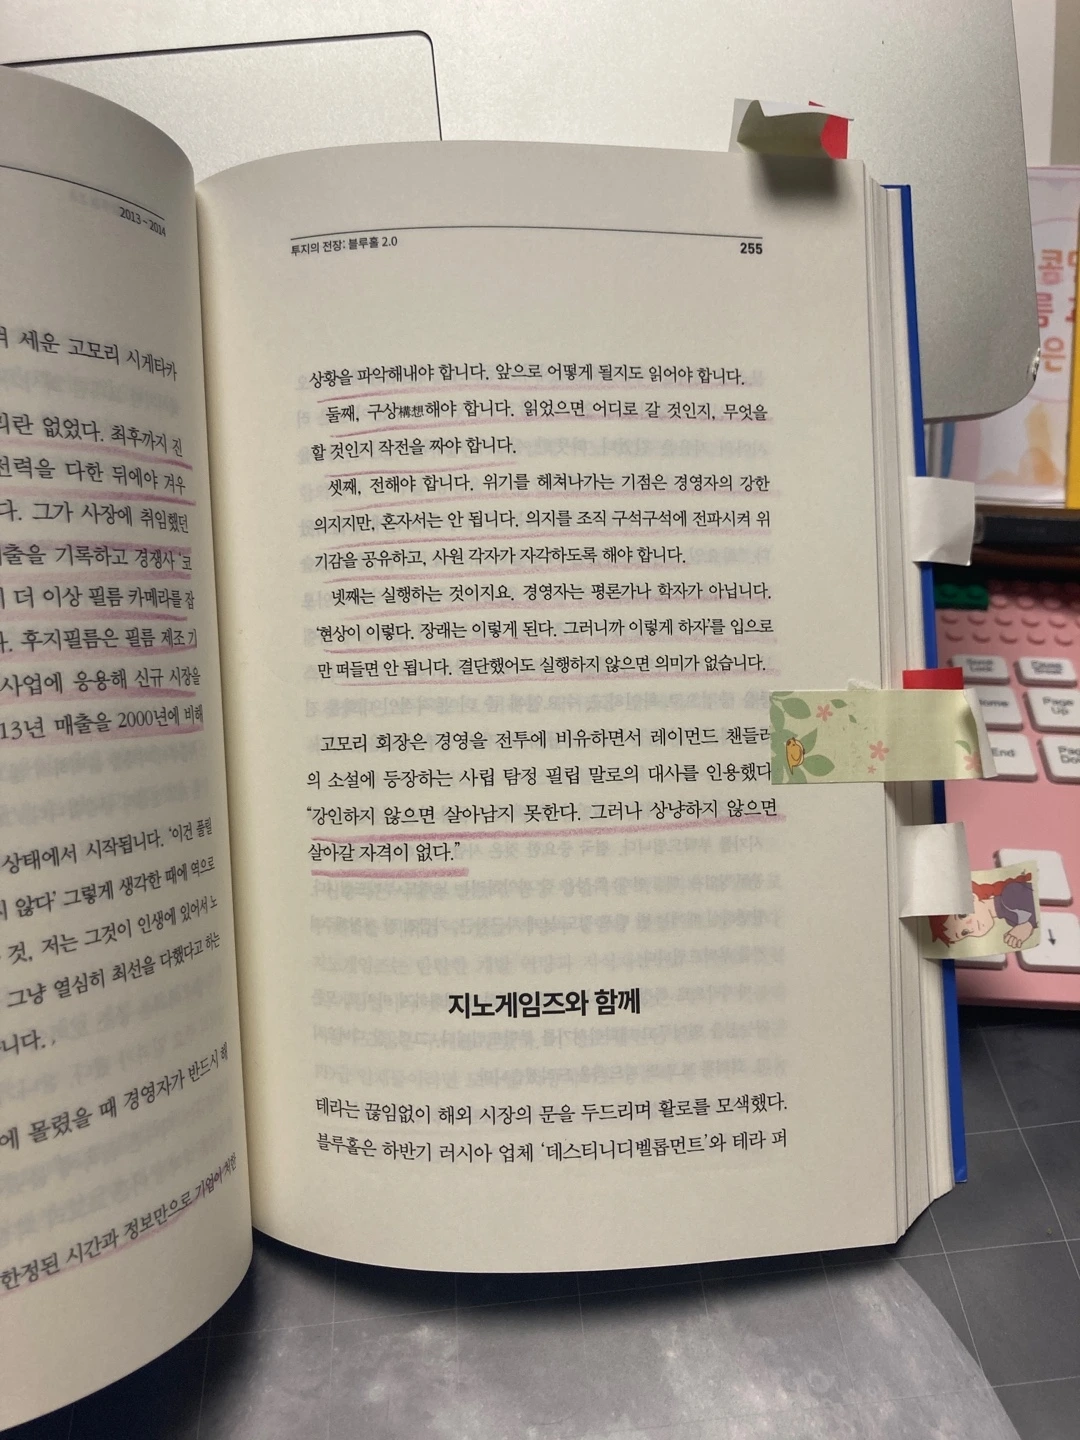 2013~2014
세운 고모리 시게타카
란 없었다. 최후까지 진
전력을 다한 뒤에야 겨우
다. 그가 사장에 취임했던
매출을 기록하고 경쟁사 ‘코
더 이상 필름 카메라를 잡
다. 후지필름은 필름 제조 기
사업에 응용해 신규 시장을
13년 매출을 2000년에 비해
상태에서 시작됩니다. ‘이건 풀릴
않다’ 그렇게 생각한 때에 역으로
것, 저는 그것이 인생에 있어서 노
그냥 열심히 최선을 다했다고 하는
니다.
에 몰렸을 때 경영자가 반드시 해
한정된 시간과 정보만으로 기업이 처한
투지의 전장: 블루홀 2.0
255
상황을 파악해내야 합니다. 앞으로 어떻게 될지도 읽어야 합니다.
둘째, 구상構想해야 합니다. 읽었으면 어디로 갈 것인지, 무엇을
할 것인지 작전을 짜야 합니다.
셋째, 전해야 합니다. 위기를 헤쳐나가는 기점은 경영자의 강한
의지지만, 혼자서는 안 됩니다. 의지를 조직 구석구석에 전파시켜 위
기감을 공유하고, 사원 각자가 자각하도록 해야 합니다.
넷째는 실행하는 것이지요. 경영자는 평론가나 학자가 아닙니다.
‘현상이 이렇다. 장래는 이렇게 된다. 그러니까 이렇게 하자’를 입으로
만 떠들면 안 됩니다. 결단했어도 실행하지 않으면 의미가 없습니다.
고모리 회장은 경영을 전투에 비유하면서 레이먼드 챈들러
의 소설에 등장하는 사립 탐정 필립 말로의 대사를 인용했다
“강인하지 않으면 살아남지 못한다. 그러나 상냥하지 않으면
살아갈 자격이 없다.”
지노게임즈와 함께
테라는 끊임없이 해외 시장의 문을 두드리며 활로를 모색했다.
블루홀은 하반기 러시아 업체 ‘데스티니디벨롭먼트’와 테라 퍼
콩
름
은
Scroll Lock
Page Up
End
↓